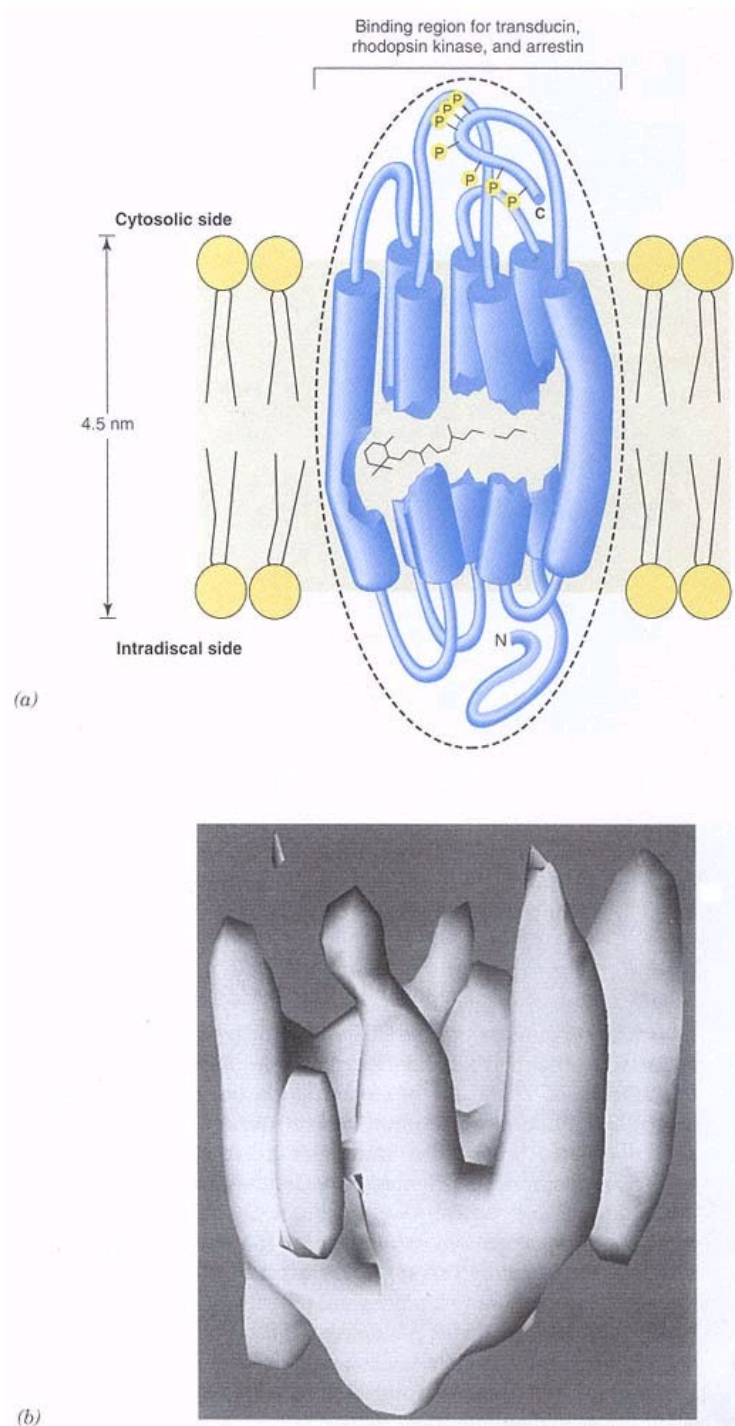 Binding region for transducin,
rhodopsin kinase, and arrestin
P
P
P
P
P
P
P
C
Cytosolic side
4.5 nm
N
Intradiscal side
(a)
(b)